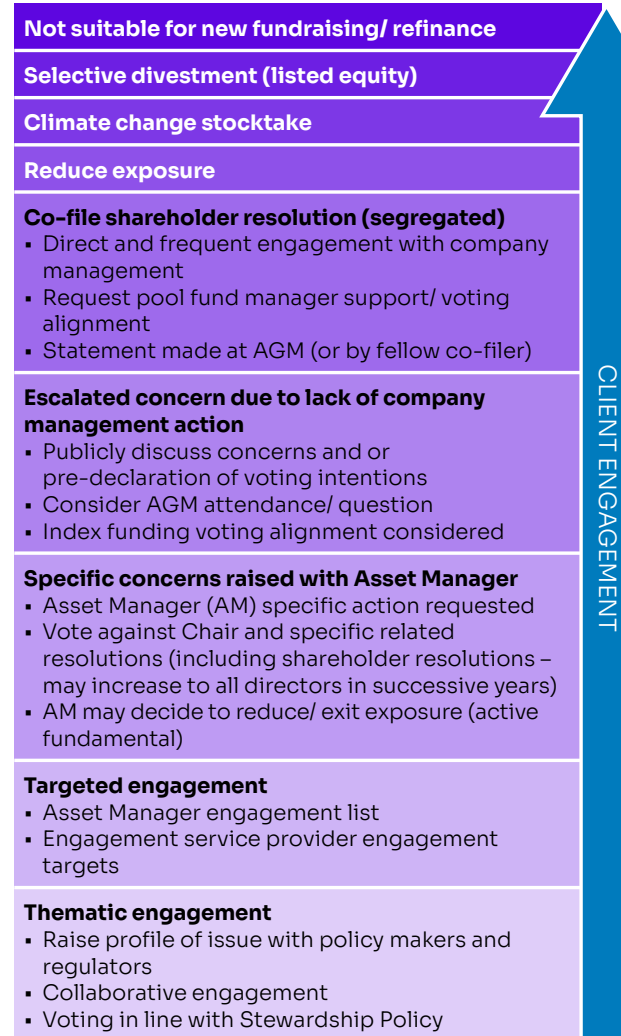 Not suitable for new fundraising/ refinance
Selective divestment (listed equity)
Climate change stocktake
Reduce exposure
Co-file shareholder resolution (segregated)
▪ Direct and frequent engagement with company
management
▪ Request pool fund manager support/ voting
alignment
▪ Statement made at AGM (or by fellow co-filer)
Escalated concern due to lack of company
management action
▪ Publicly discuss concerns and or
pre-declaration of voting intentions
▪ Consider AGM attendance/ question
▪ Index funding voting alignment considered
Specific concerns raised with Asset Manager
▪ Asset Manager (AM) specific action requested
▪ Vote against Chair and specific related
resolutions (including shareholder resolutions –
may increase to all directors in successive years)
▪ AM may decide to reduce/ exit exposure (active
fundamental)
Targeted engagement
▪ Asset Manager engagement list
▪ Engagement service provider engagement
targets
Thematic engagement
▪ Raise profile of issue with policy makers and
regulators
▪ Collaborative engagement
▪ Voting in line with Stewardship Policy
CLIENT ENGAGEMENT